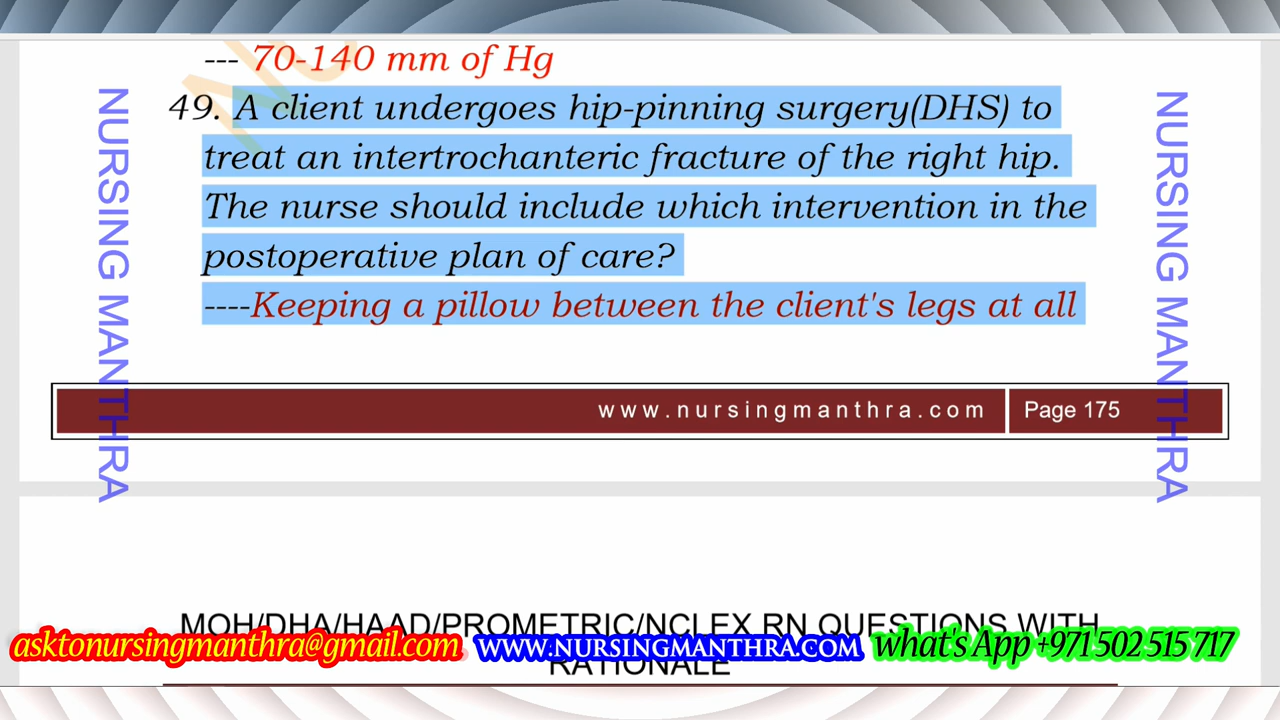 --- 70-140 mm of Hg
49. A client undergoes hip-pinning surgery(DHS) to
treat an intertrochanteric fracture of the right hip.
The nurse should include which intervention in the
postoperative plan of care?
----Keeping a pillow between the client's legs at all
NURSING MANTHRA
NURSING MANTHRA
www.nursingmanthra.com
Page 175
MOH/DHA/HAAD/PROMETRIC/NCLEX RN QUESTIONS WITH
RATIONALE
asktonursingmanthra@gmail.com
WWW.NURSINGMANTHRA.COM
what's App +971 502 515 717